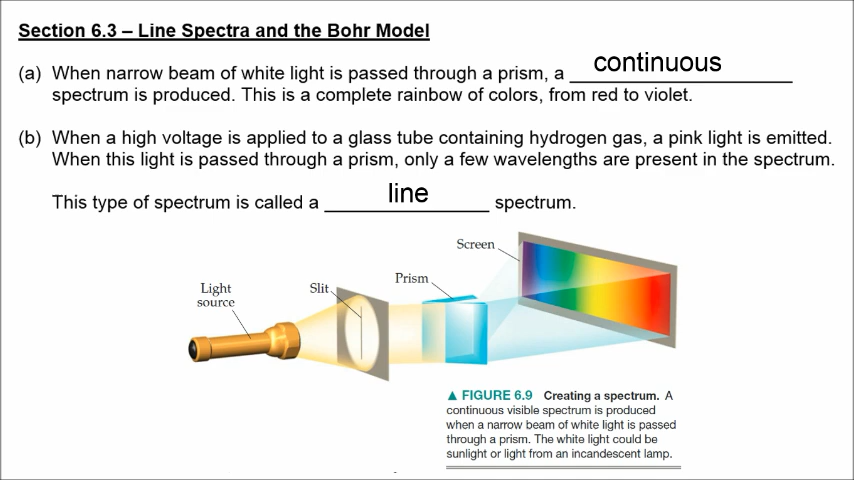 Section 6.3 – Line Spectra and the Bohr Model
(a) When narrow beam of white light is passed through a prism, a continuous
spectrum is produced. This is a complete rainbow of colors, from red to violet.
(b) When a high voltage is applied to a glass tube containing hydrogen gas, a pink light is emitted.
When this light is passed through a prism, only a few wavelengths are present in the spectrum.
This type of spectrum is called a line spectrum.
Screen
Prism
Slit
Light
source
▲ FIGURE 6.9 Creating a spectrum. A
continuous visible spectrum is produced
when a narrow beam of white light is passed
through a prism. The white light could be
sunlight or light from an incandescent lamp.